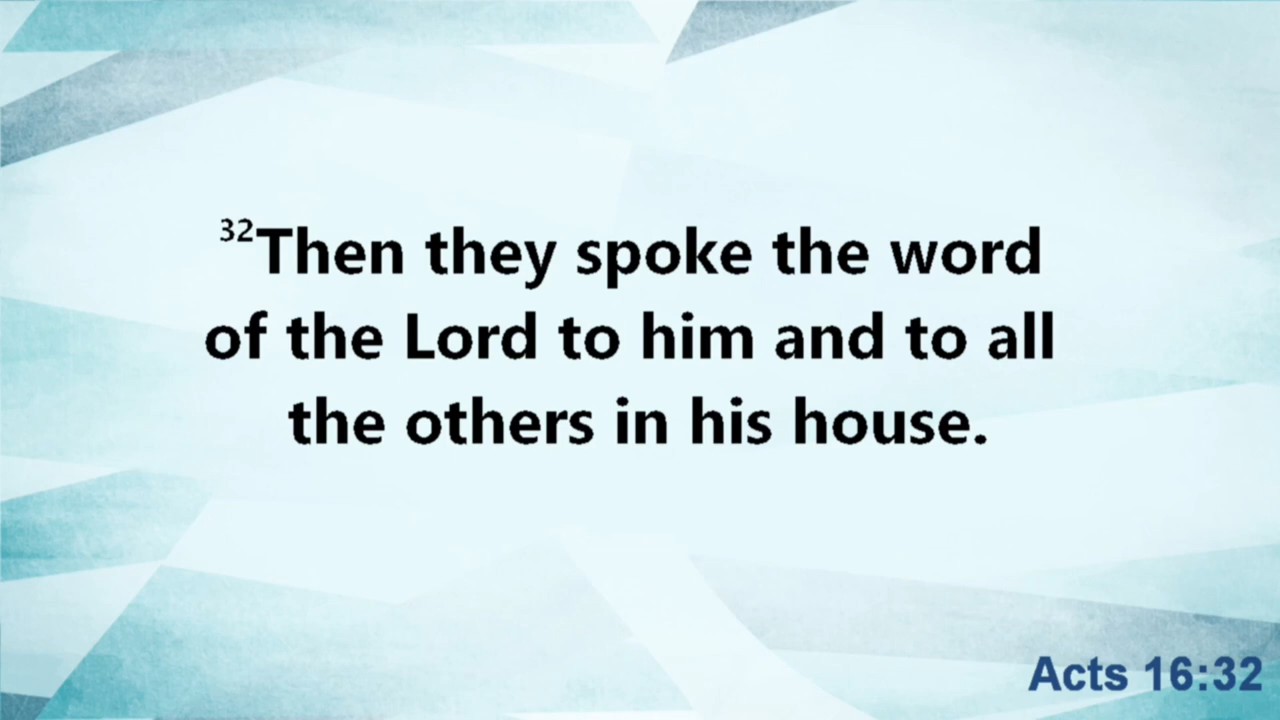 ³²Then they spoke the word
of the Lord to him and to all
the others in his house.
Acts 16:32